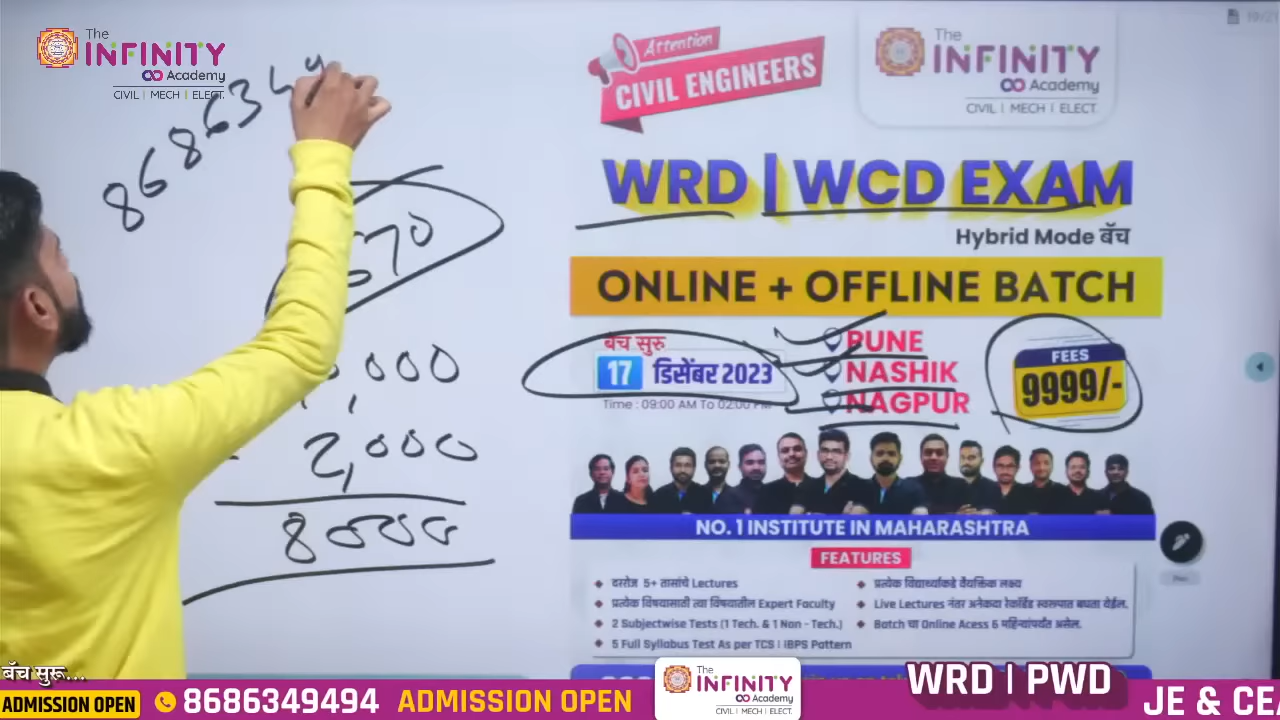 The
INFINITY
Academy
CIVIL | MECH | ELECT.
8686349
70
000
2,000
8000
Attention
CIVIL ENGINEERS
The
INFINITY
Academy
CIVIL | MECH | ELECT.
WRD | WCD EXAM
Hybrid Mode बॅच
ONLINE + OFFLINE BATCH
बॅच सुरु
17 डिसेंबर 2023
Time : 09:00 AM To 02:00 PM
PUNE
NASHIK
NAGPUR
FEES
9999/-
NO. 1 INSTITUTE IN MAHARASHTRA
FEATURES
दररोज 5+ तासांचे Lectures
प्रत्येक विषयासाठी त्या विषयातील Expert Faculty
2 Subjectwise Tests (1 Tech. & 1 Non - Tech.)
5 Full Syllabus Test As per TCS | IBPS Pattern
प्रत्येक विद्यार्थ्याकडे वैयक्तिक लक्ष्य
Live Lectures नंतर अनेकदा रेकॉर्डिड स्वरूपात बघता येईल.
Batch चा Online Acess 6 महिन्यांपर्यंत असेल.
बॅच सुरू...
ADMISSION OPEN
8686349494
ADMISSION OPEN
The
INFINITY
Academy
CIVIL | MECH | ELECT.
WRD | PWD
JE & CEA